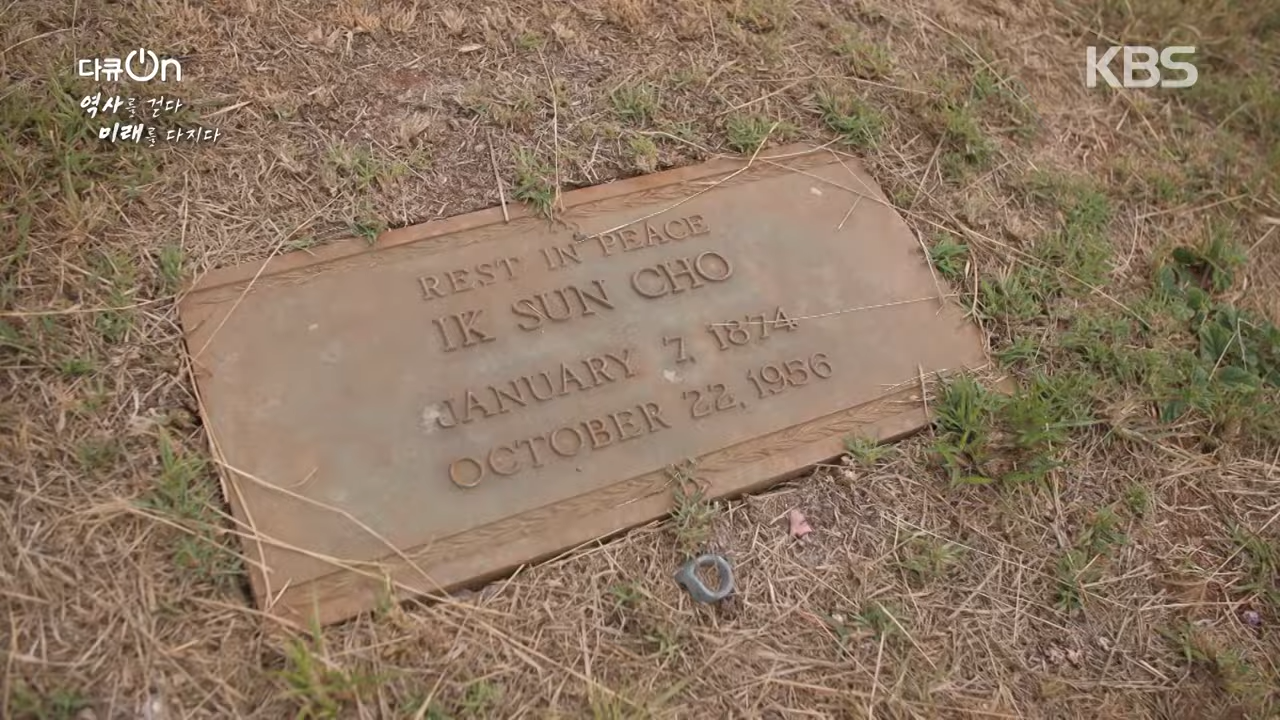 다큐On
역사를 걷다
미래를 다지다
KBS
REST IN PEACE
IK SUN CHO
JANUARY 7, 1874
OCTOBER 22, 1956